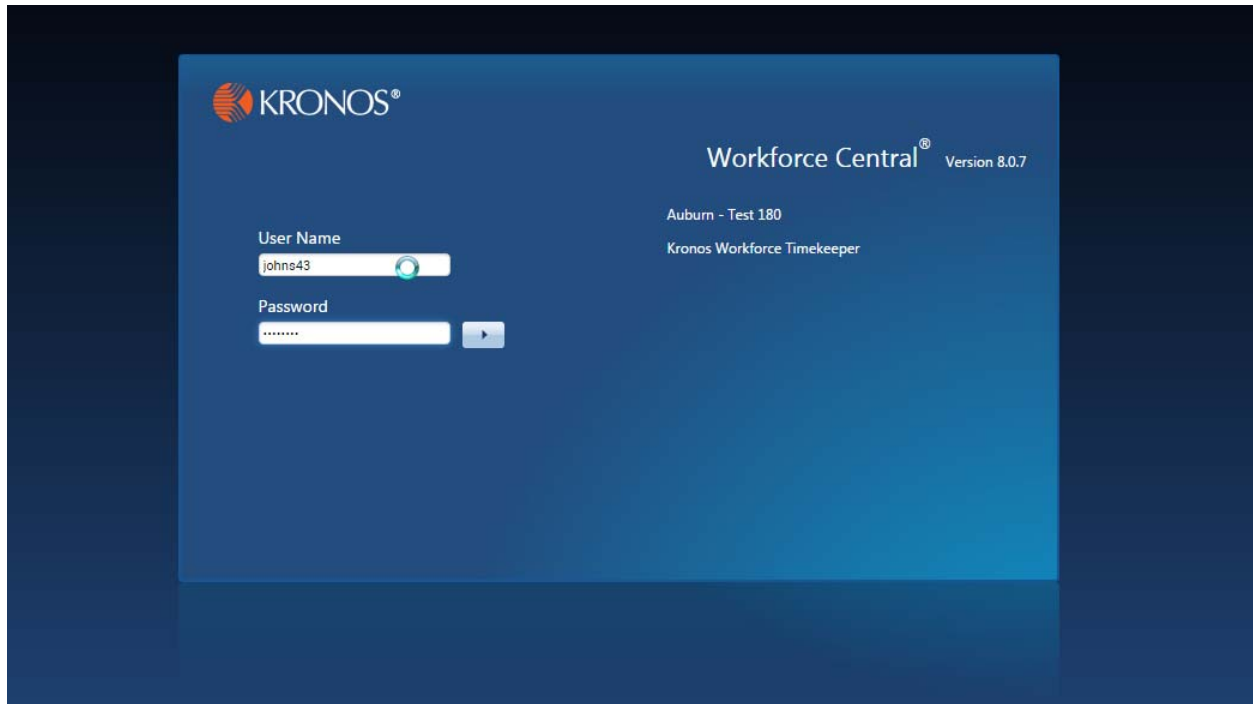 KRONOS®
Workforce Central® Version 8.0.7
Auburn - Test 180
Kronos Workforce Timekeeper
User Name
johns43
Password
········